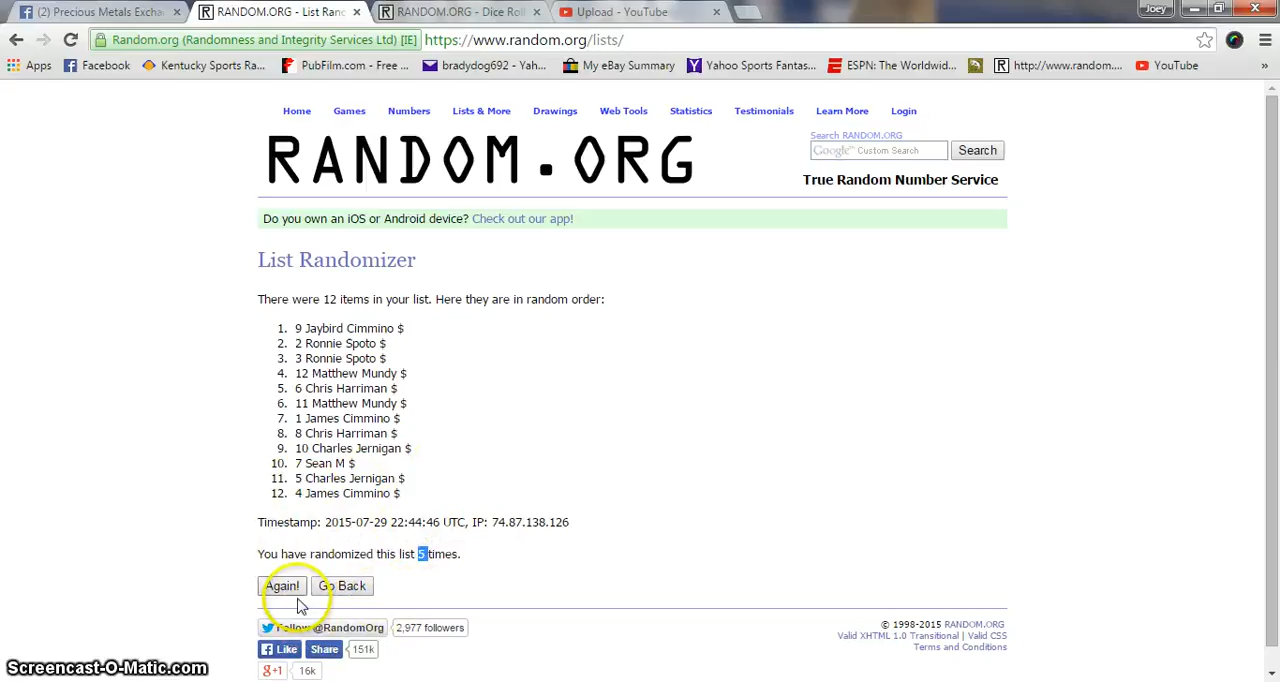 (2) Precious Metals Excha
RANDOM.ORG - List Ran
RANDOM.ORG - Dice Roll
Upload - YouTube
Joey
Random.org (Randomness and Integrity Services Ltd) [IE]
https://www.random.org/lists/
Apps
Facebook
Kentucky Sports Ra...
PubFilm.com - Free ...
bradydog692 - Yah...
My eBay Summary
Yahoo Sports Fantas...
ESPN: The Worldwid...
http://www.random....
YouTube
»
Home
Games
Numbers
Lists & More
Drawings
Web Tools
Statistics
Testimonials
Learn More
Login
RANDOM.ORG
Search RANDOM.ORG
Google™ Custom Search
Search
True Random Number Service
Do you own an iOS or Android device? Check out our app!
List Randomizer
There were 12 items in your list. Here they are in random order:
1. 9 Jaybird Cimmino $
2. 2 Ronnie Spoto $
3. 3 Ronnie Spoto $
4. 12 Matthew Mundy $
5. 6 Chris Harriman $
6. 11 Matthew Mundy $
7. 1 James Cimmino $
8. 8 Chris Harriman $
9. 10 Charles Jernigan $
10. 7 Sean M $
11. 5 Charles Jernigan $
12. 4 James Cimmino $
Timestamp: 2015-07-29 22:44:46 UTC, IP: 74.87.138.126
You have randomized this list 5 times.
Again!
Go Back
Follow @RandomOrg
2,977 followers
Like
Share
151k
g+1
16k
© 1998-2015 RANDOM.ORG
Valid XHTML 1.0 Transitional | Valid CSS
Terms and Conditions
Screencast-O-Matic.com